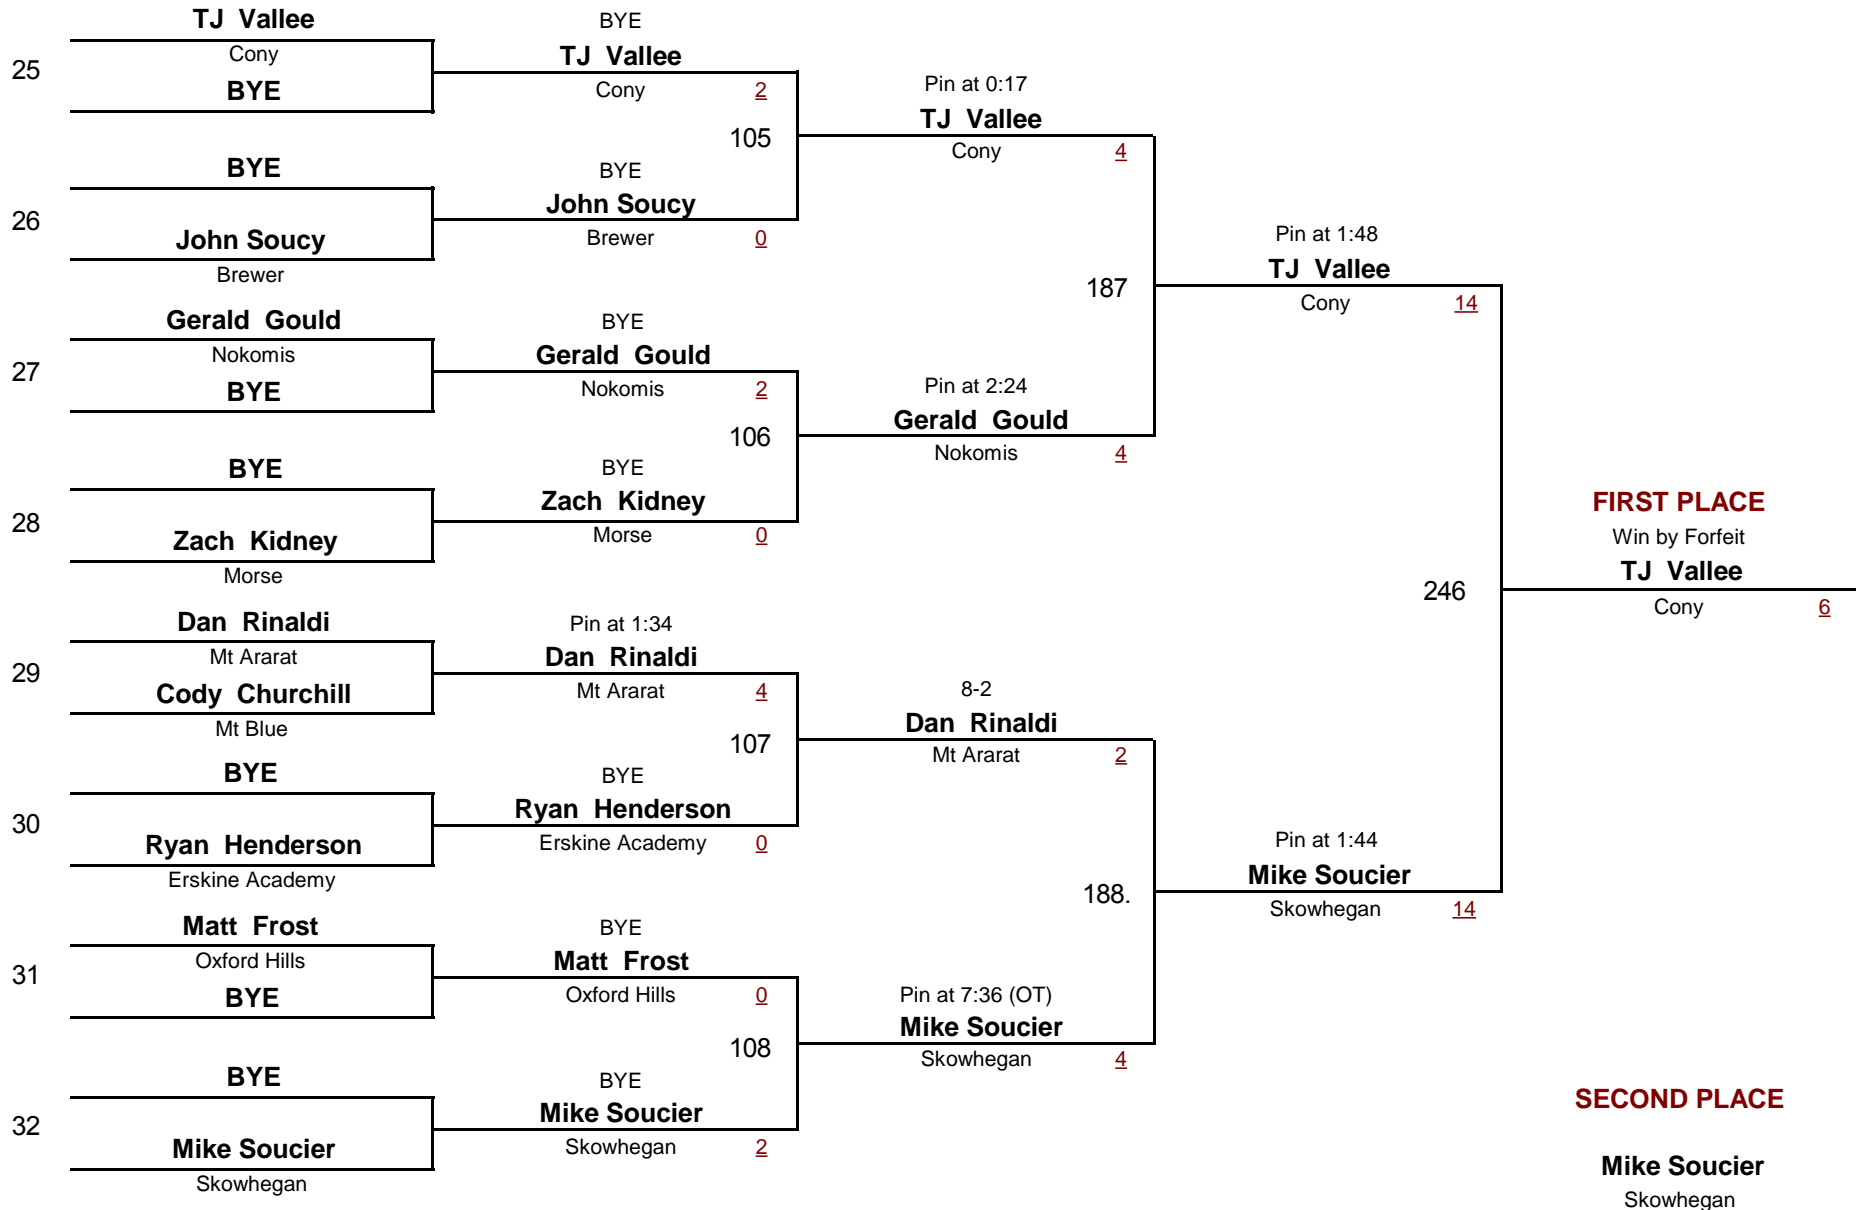 TJ Vallee
Cony
25
BYE
BYE
26
John Soucy
Brewer
Gerald Gould
Nokomis
27
BYE
BYE
28
Zach Kidney
Morse
Dan Rinaldi
Mt Ararat
29
Cody Churchill
Mt Blue
BYE
30
Ryan Henderson
Erskine Academy
Matt Frost
Oxford Hills
31
BYE
BYE
32
Mike Soucier
Skowhegan
BYE
TJ Vallee
Cony 2
105
BYE
John Soucy
Brewer 0
BYE
Gerald Gould
Nokomis 2
106
BYE
Zach Kidney
Morse 0
Pin at 1:34
Dan Rinaldi
Mt Ararat 4
107
BYE
Ryan Henderson
Erskine Academy 0
BYE
Matt Frost
Oxford Hills 0
108
BYE
Mike Soucier
Skowhegan 2
Pin at 0:17
TJ Vallee
Cony 4
187
Pin at 2:24
Gerald Gould
Nokomis 4
8-2
Dan Rinaldi
Mt Ararat 2
188.
Pin at 7:36 (OT)
Mike Soucier
Skowhegan 4
Pin at 1:48
TJ Vallee
Cony 14
246
Pin at 1:44
Mike Soucier
Skowhegan 14
FIRST PLACE
Win by Forfeit
TJ Vallee
Cony 6
SECOND PLACE
Mike Soucier
Skowhegan